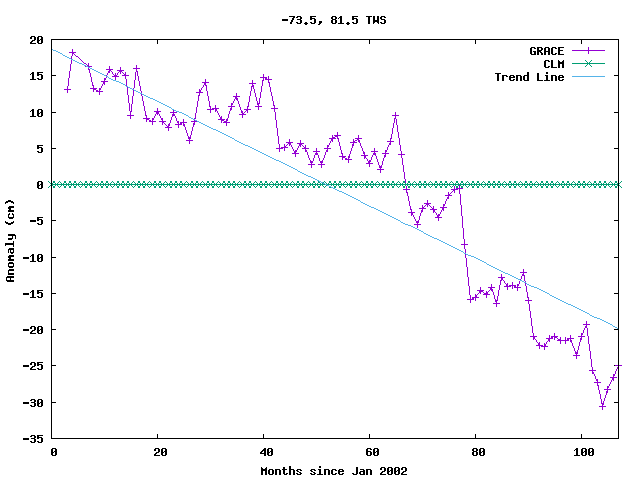 -73.5, 81.5 TWS
GRACE
CLM
Trend Line
20
15
10
5
0
-5
-10
-15
-20
-25
-30
-35
Anomaly (cm)
0 20 40 60 80 100
Months since Jan 2002